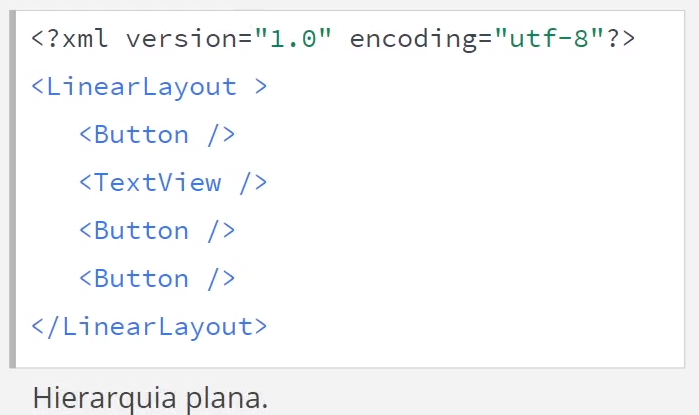 <?xml version="1.0" encoding="utf-8"?>
<LinearLayout >
<Button />
<TextView />
<Button />
<Button />
</LinearLayout>
Hierarquia plana.